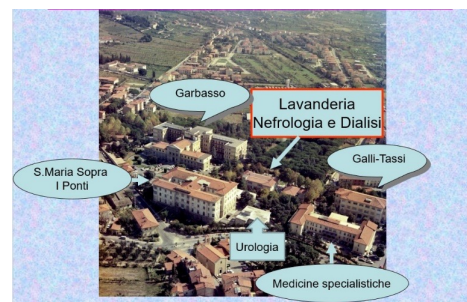 Garbasso
Lavanderia
Nefrologia e Dialisi
Galli-Tassi
S.Maria Sopra
I Ponti
Urologia
Medicine specialistiche